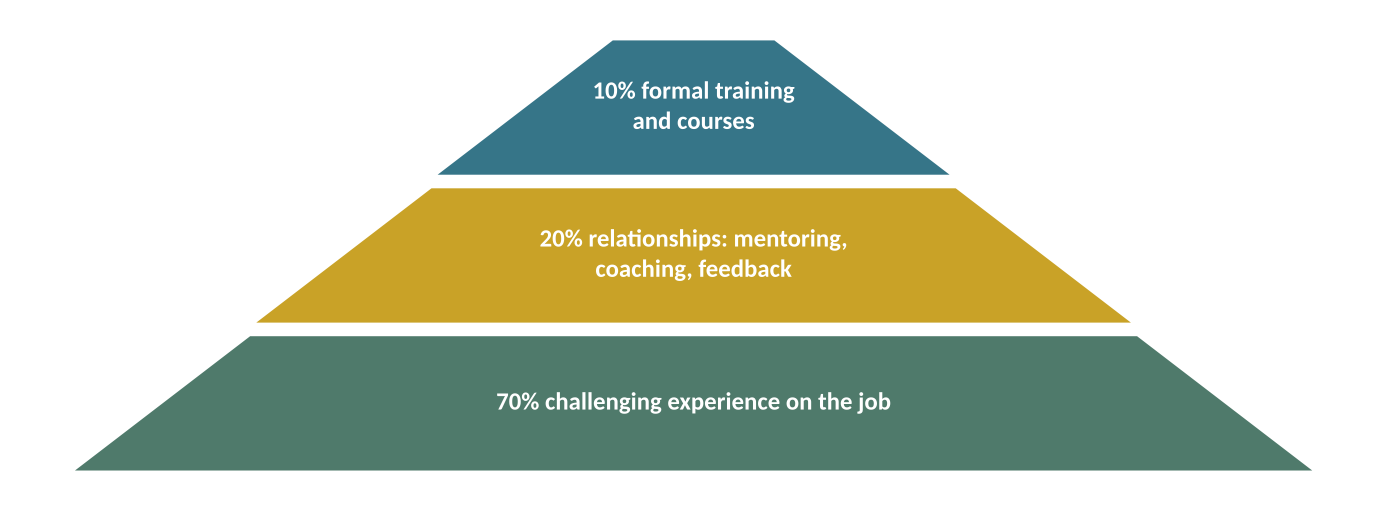 10% formal training
and courses
20% relationships: mentoring,
coaching, feedback
70% challenging experience on the job